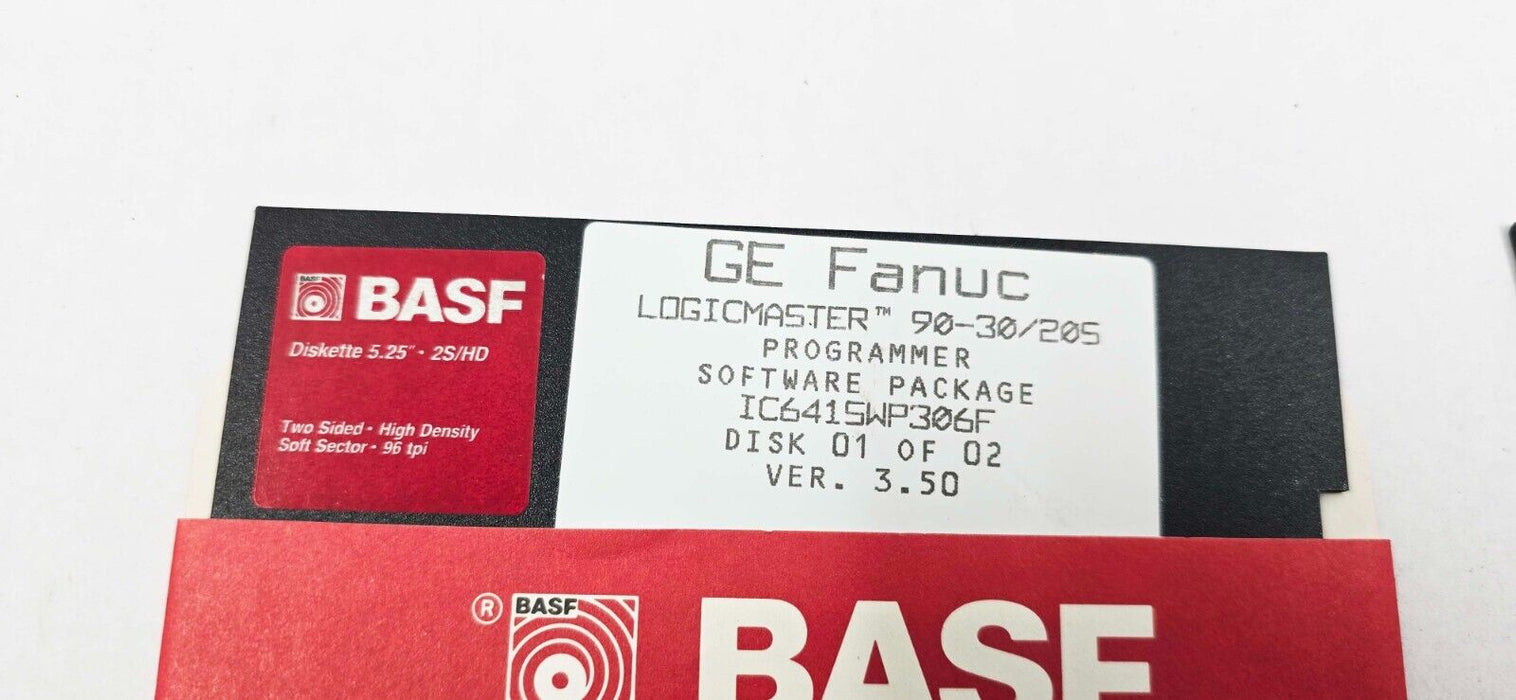 BASF
BASF
Diskette 5.25" • 2S/HD
Two Sided • High Density
Soft Sector • 96 tpi
GE Fanuc
LOGICMASTER™ 90-30/20S
PROGRAMMER
SOFTWARE PACKAGE
IC641SWP306F
DISK 01 OF 02
VER. 3.50
® BASF
BASF